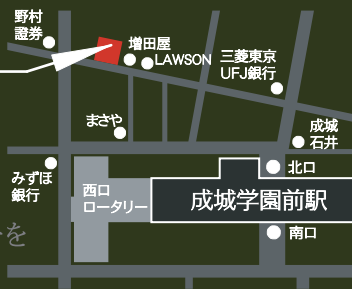 野村
證券
増田屋
LAWSON
三菱東京
UFJ銀行
まさや
成城
石井
みずほ
銀行
西口
ロータリー
北口
成城学園前駅
南口
を